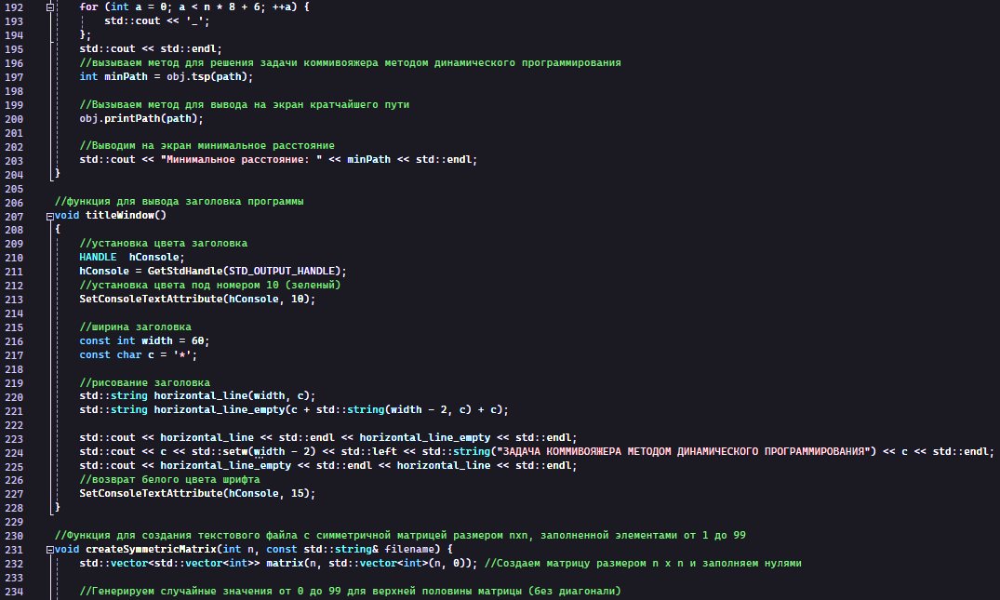 192 for (int a = 0; a < n * 8 + 6; ++a) {
193 std::cout << '_';
194 };
195 std::cout << std::endl;
196 //вызываем метод для решения задачи коммивояжера методом динамического программирования
197 int minPath = obj.tsp(path);
198
199 //Вызываем метод для вывода на экран кратчайшего пути
200 obj.printPath(path);
201
202 //Выводим на экран минимальное расстояние
203 std::cout << "Минимальное расстояние: " << minPath << std::endl;
204 }
205
206 //функция для вывода заголовка программы
207 void titleWindow()
208 {
209 //установка цвета заголовка
210 HANDLE  hConsole;
211 hConsole = GetStdHandle(STD_OUTPUT_HANDLE);
212 //установка цвета под номером 10 (зеленый)
213 SetConsoleTextAttribute(hConsole, 10);
214
215 //ширина заголовка
216 const int width = 60;
217 const char c = '*';
218
219 //рисование заголовка
220 std::string horizontal_line(width, c);
221 std::string horizontal_line_empty(c + std::string(width - 2, c) + c);
222
223 std::cout << horizontal_line << std::endl << horizontal_line_empty << std::endl;
224 std::cout << c << std::setw(width - 2) << std::left << std::string("ЗАДАЧА КОММИВОЯЖЕРА МЕТОДОМ ДИНАМИЧЕСКОГО ПРОГРАММИРОВАНИЯ") << c << std::endl;
225 std::cout << horizontal_line_empty << std::endl << horizontal_line << std::endl;
226 //возврат белого цвета шрифта
227 SetConsoleTextAttribute(hConsole, 15);
228 }
229
230 //Функция для создания текстового файла с симметричной матрицей размером nxn, заполненной элементами от 1 до 99
231 void createSymmetricMatrix(int n, const std::string& filename) {
232 std::vector<std::vector<int>> matrix(n, std::vector<int>(n, 0)); //Создаем матрицу размером n x n и заполняем нулями
233
234 //Генерируем случайные значения от 0 до 99 для верхней половины матрицы (без диагонали)